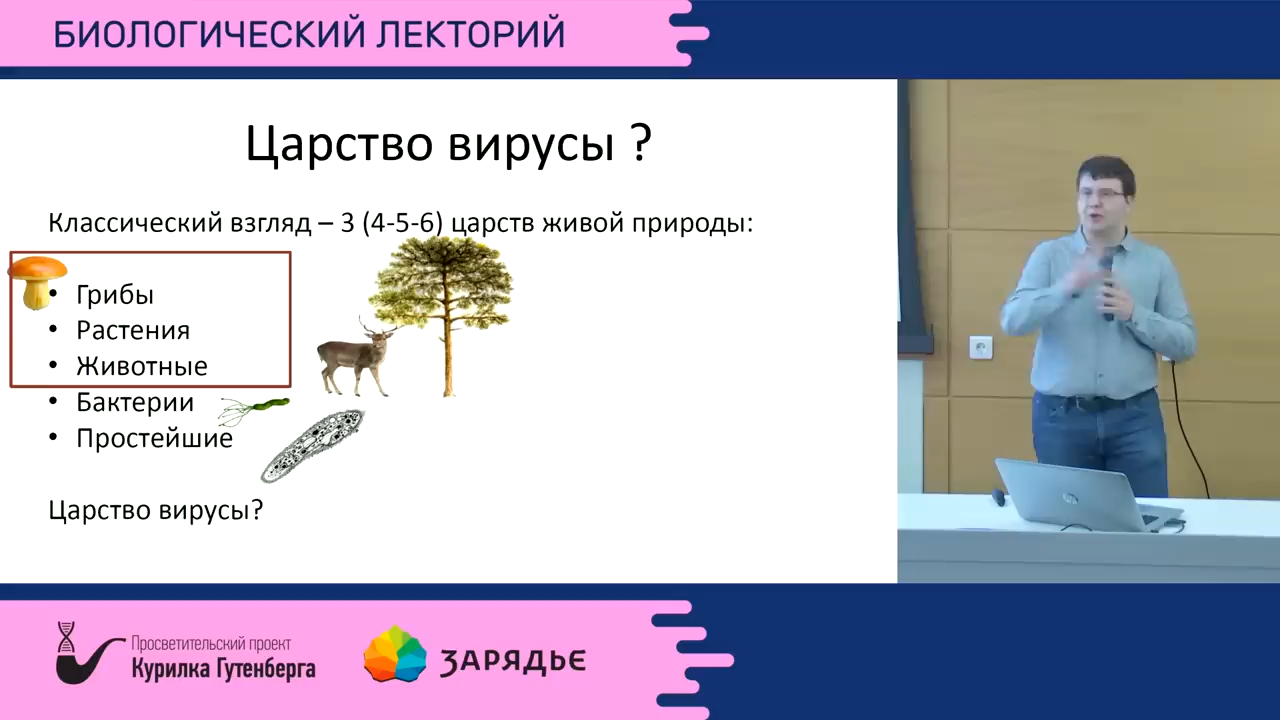 БИОЛОГИЧЕСКИЙ ЛЕКТОРИЙ
Царство вирусы ?
Классический взгляд – 3 (4-5-6) царств живой природы:
• Грибы
• Растения
• Животные
• Бактерии
• Простейшие
Царство вирусы?
Просветительский проект
Курилка Гутенберга
ЗАРЯДЬЕ